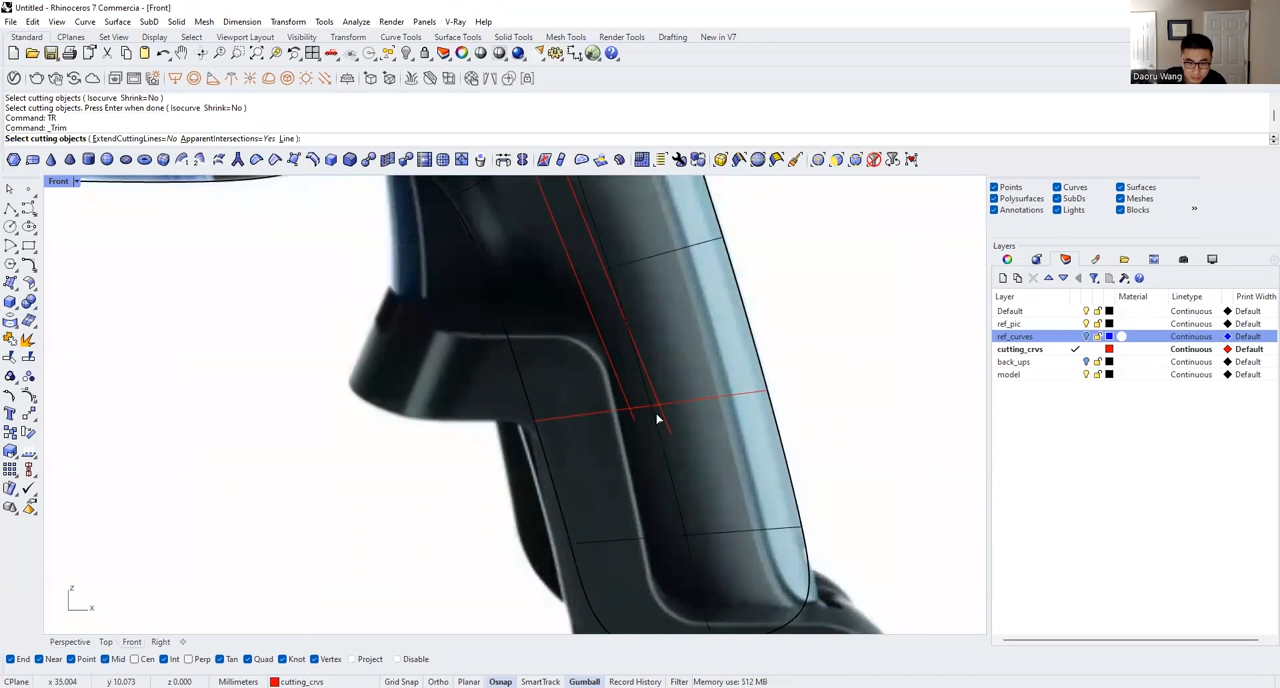 Untitled - Rhinoceros 7 Commercia - [Front]
File Edit View Curve Surface SubD Solid Mesh Dimension Transform Tools Analyze Render Panels V-Ray Help
Standard CPlanes Set View Display Select Viewport Layout Visibility Transform Curve Tools Surface Tools Solid Tools Mesh Tools Render Tools Drafting New in V7
Daoru Wang
Select cutting objects ( Isocurve Shrink=No )
Select cutting objects. Press Enter when done ( Isocurve Shrink=No )
Command: TR
Command: _Trim
Select cutting objects ( ExtendCuttingLines=No ApparentIntersections=Yes Line ):
Front
Points Curves Surfaces
Polysurfaces SubDs Meshes
Annotations Lights Blocks
Layers
Layer Material Linetype Print Width
Default Continuous Default
ref_pic Continuous Default
ref_curves Continuous Default
cutting_crvs Continuous Default
back_ups Continuous Default
model Continuous Default
z
x
Perspective Top Front Right
End Near Point Mid Cen Int Perp Tan Quad Knot Vertex Project Disable
CPlane x 35.004 y 10.073 z 0.000 Millimeters cutting_crvs Grid Snap Ortho Planar Osnap SmartTrack Gumball Record History Filter Memory use: 512 MB